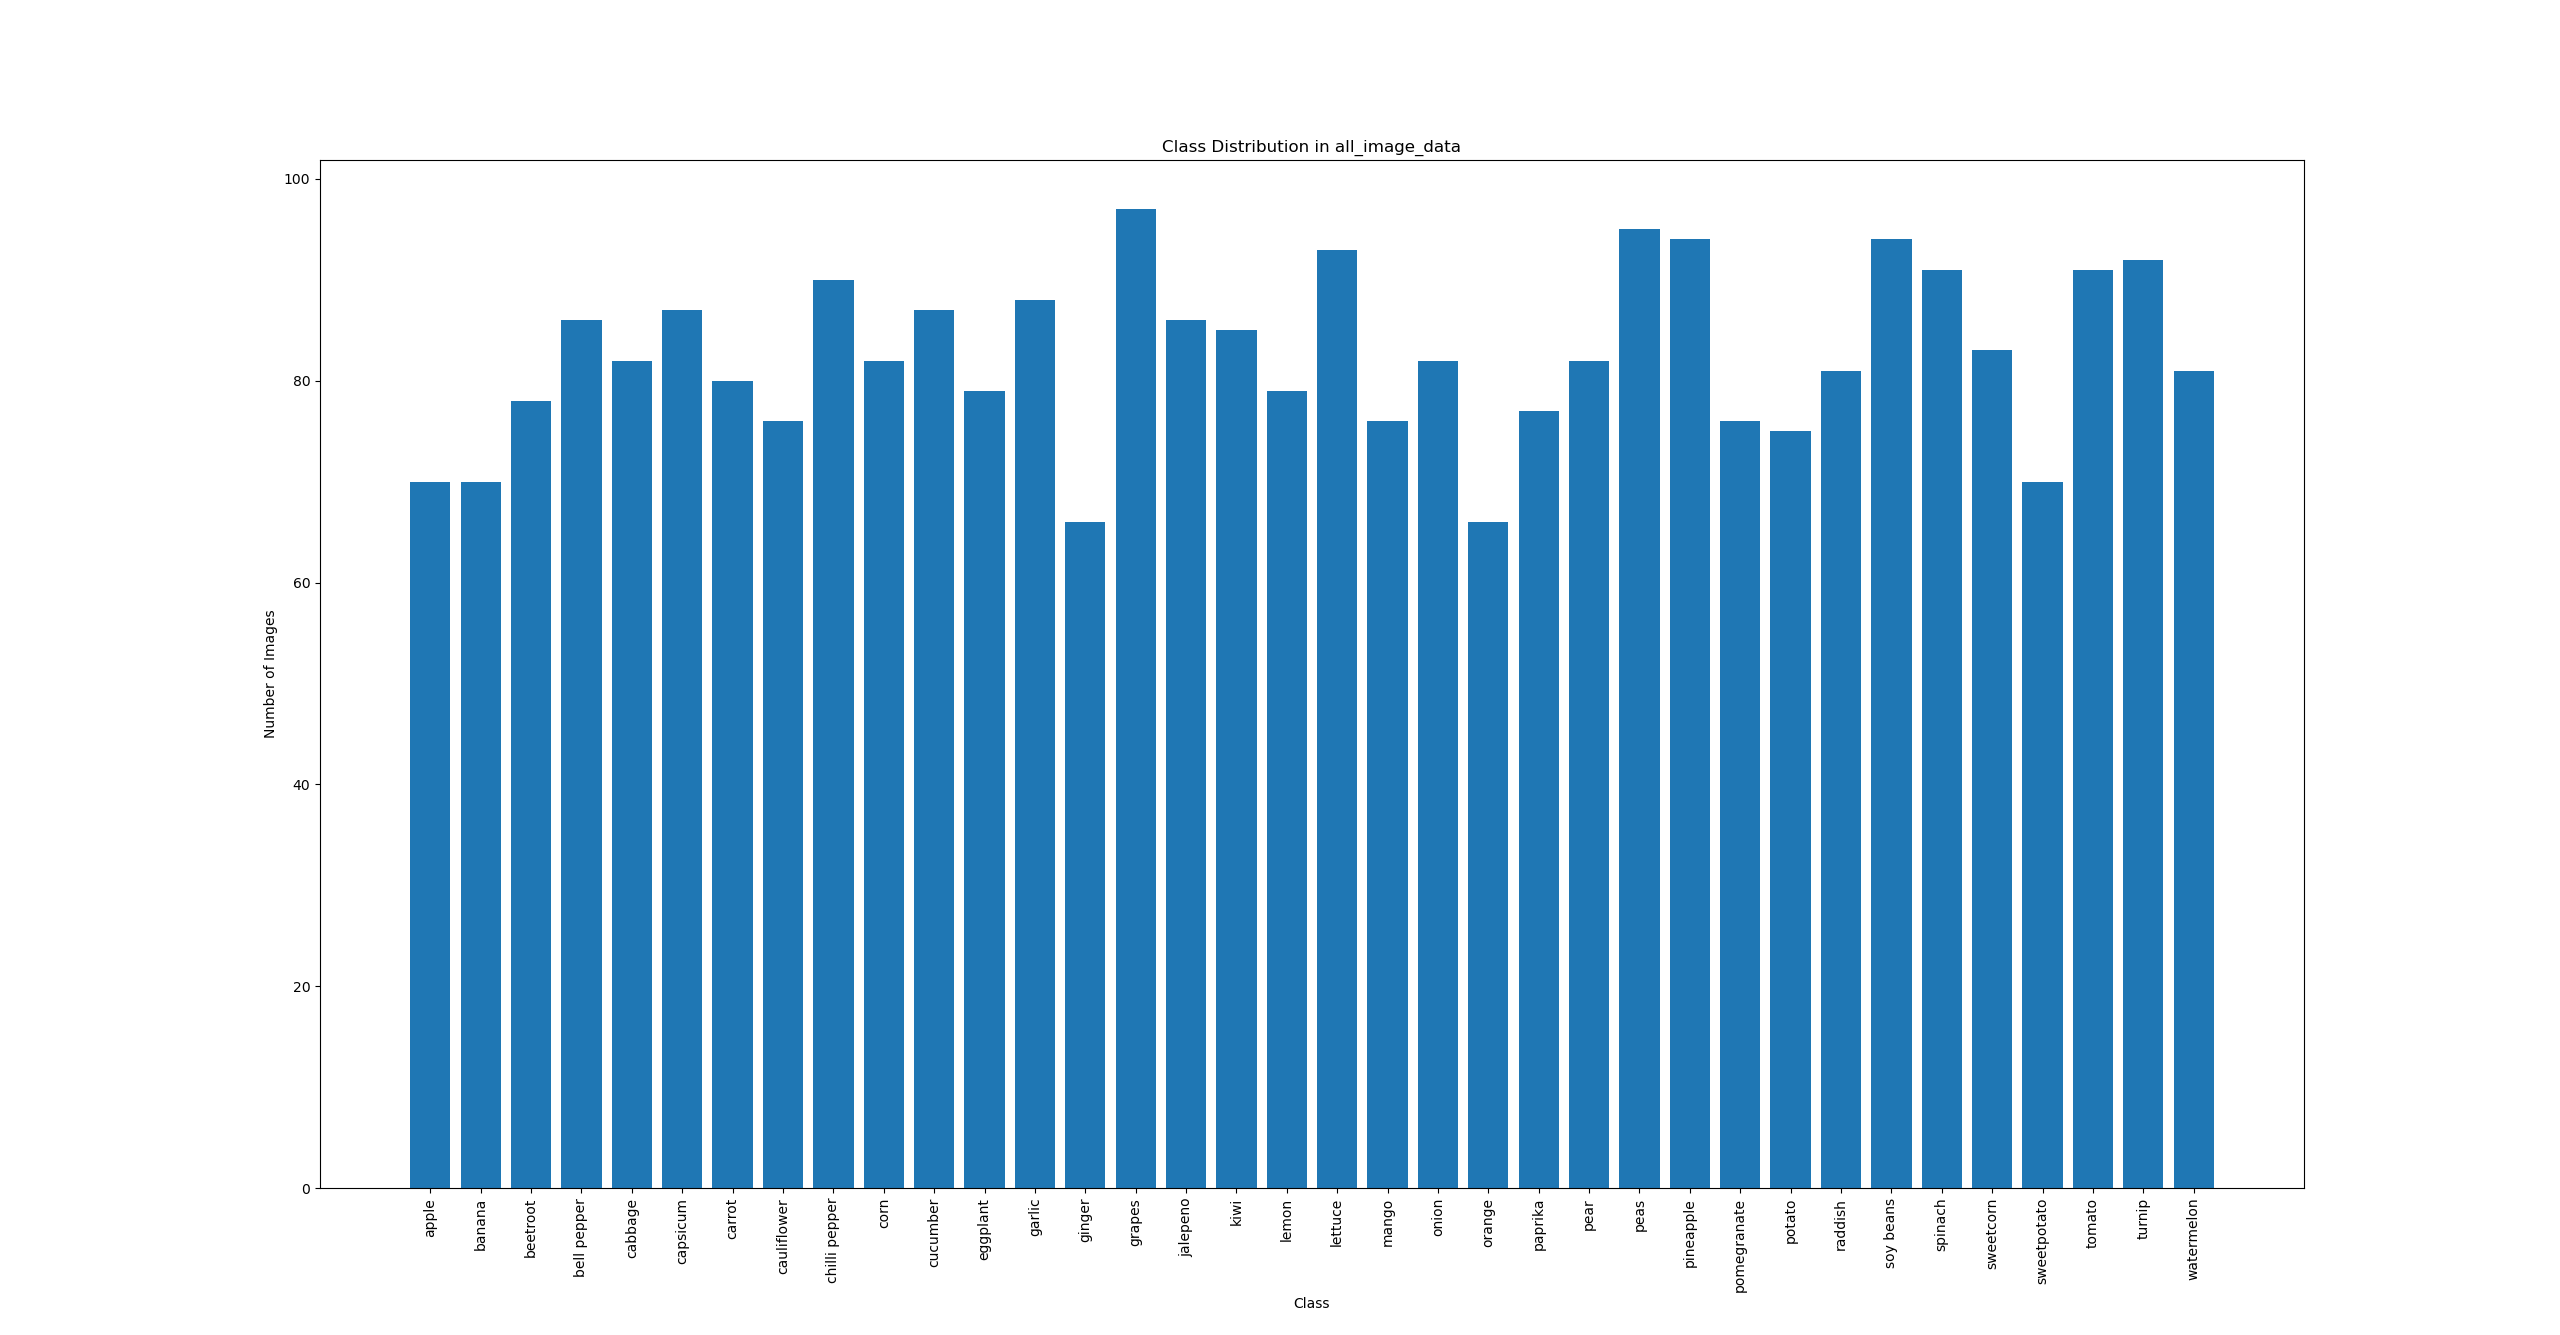 Class Distribution in all_image_data
100
80
60
40
20
0
Number of Images
apple
banana
beetroot
bell pepper
cabbage
capsicum
carrot
cauliflower
chilli pepper
corn
cucumber
eggplant
garlic
ginger
grapes
jalepeno
kiwi
lemon
lettuce
mango
onion
orange
paprika
pear
peas
pineapple
pomegranate
potato
raddish
soy beans
spinach
sweetcorn
sweetpotato
tomato
turnip
watermelon
Class